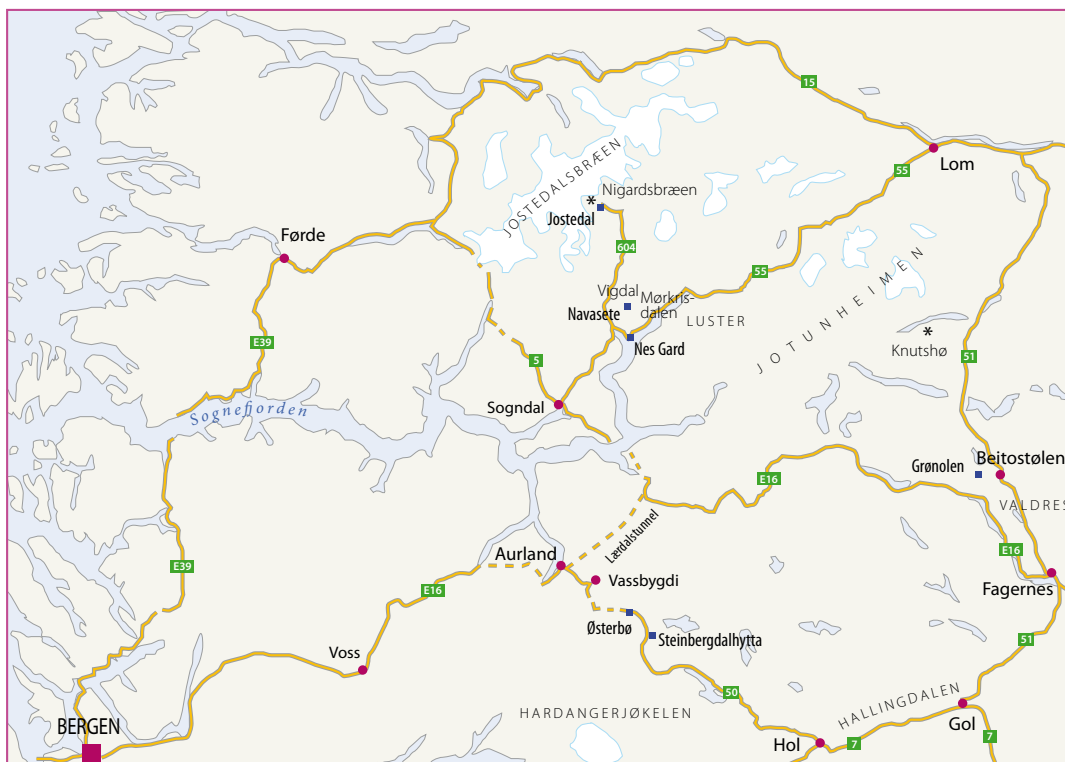 15
Lom
55
JOSTEDALSBRÆEN
Nigardsbræen
*
Jostedal
Førde
604
55
JOTUNHEIMEN
Vigdal
Mørkris-
dalen
Navasete
LUSTER
*
Knutshø
Nes Gard
E39
5
51
Sognefjorden
Sogndal
Grønolen
Beitostølen
E16
VALDRES
Lærdalstunnel
E16
Aurland
E39
Vassbygdi
E16
Fagernes
Østerbø
Steinbergdalhytta
51
Voss
50
HALLINGDALEN
HARDANGERJØKELEN
Gol
BERGEN
Hol
7
7